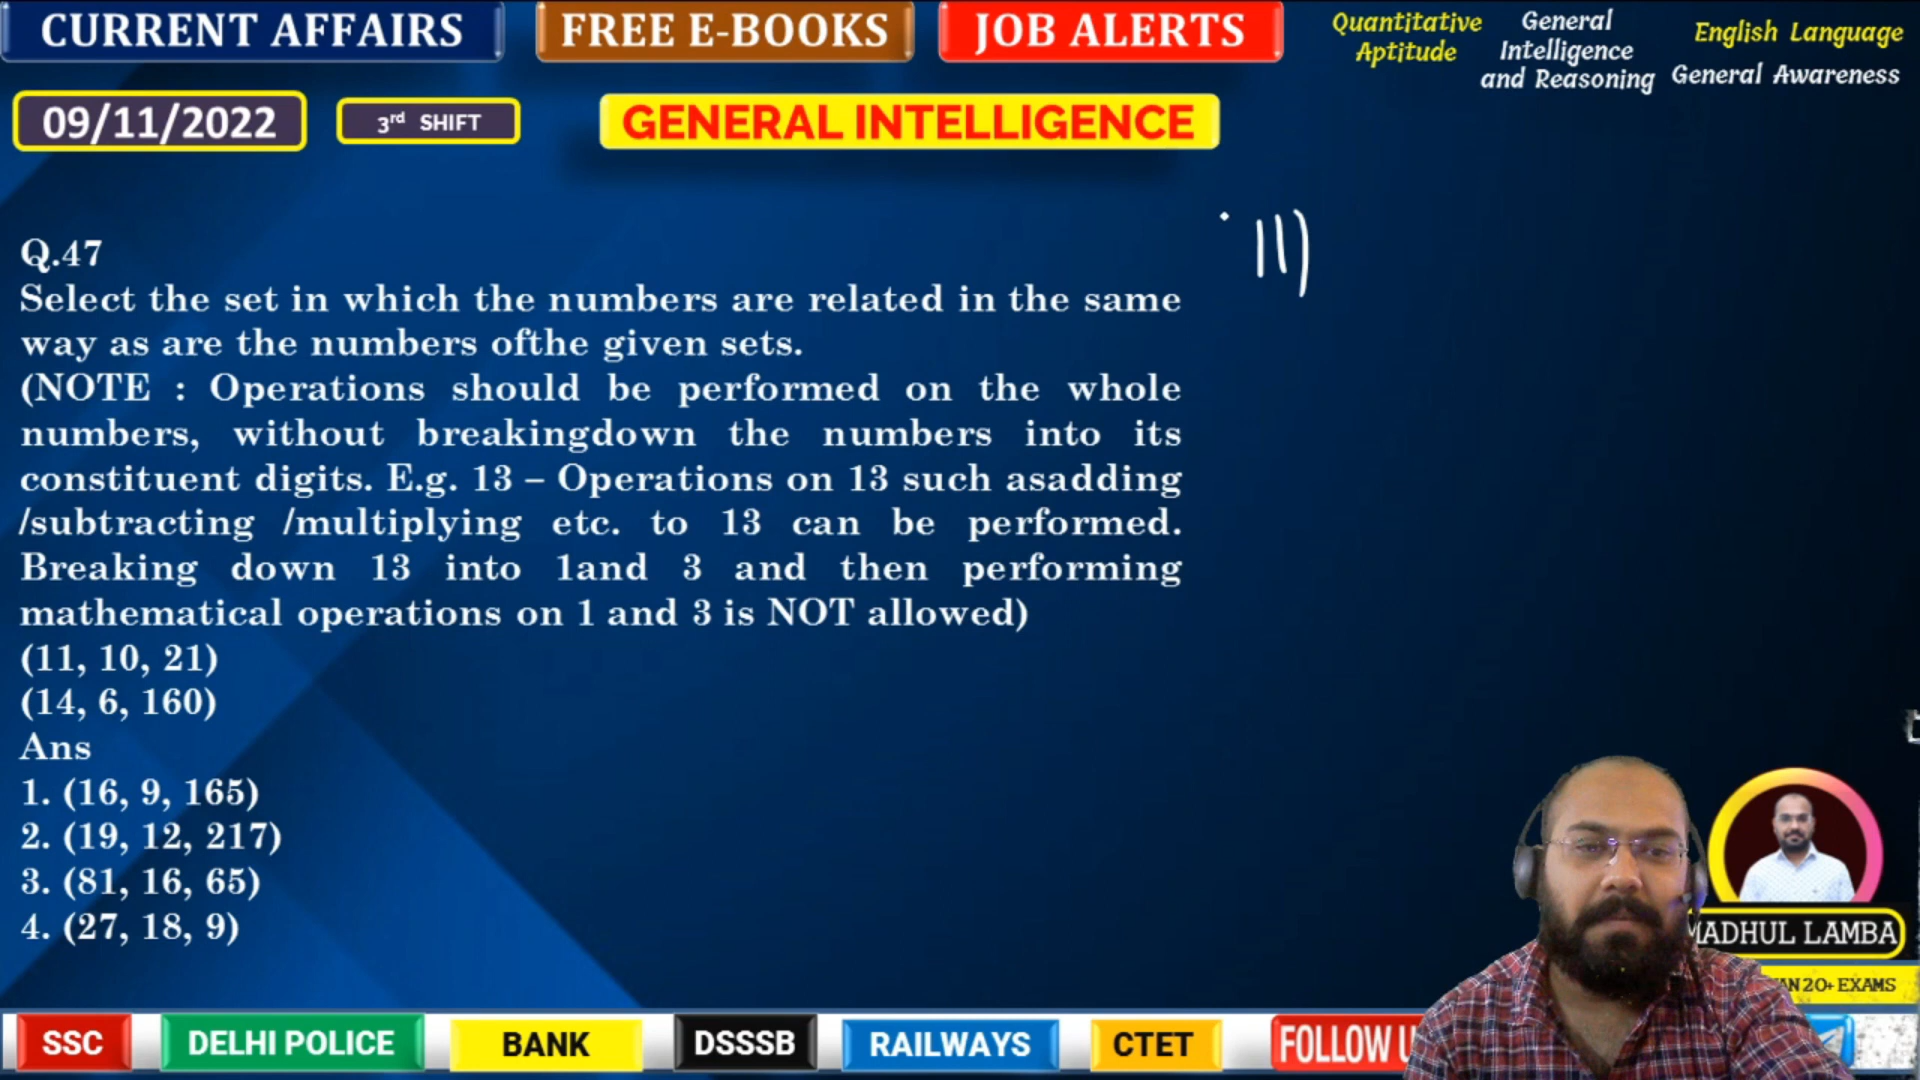 CURRENT AFFAIRS
FREE E-BOOKS
JOB ALERTS
Quantitative
Aptitude
General
Intelligence
and Reasoning
English Language
General Awareness
09/11/2022
3rd SHIFT
GENERAL INTELLIGENCE
11)
Q.47
Select the set in which the numbers are related in the same
way as are the numbers ofthe given sets.
(NOTE : Operations should be performed on the whole
numbers, without breakingdown the numbers into its
constituent digits. E.g. 13 – Operations on 13 such asadding
/subtracting /multiplying etc. to 13 can be performed.
Breaking down 13 into 1and 3 and then performing
mathematical operations on 1 and 3 is NOT allowed)
(11, 10, 21)
(14, 6, 160)
Ans
1. (16, 9, 165)
2. (19, 12, 217)
3. (81, 16, 65)
4. (27, 18, 9)
MADHUL LAMBA
AN 20+ EXAMS
SSC
DELHI POLICE
BANK
DSSSB
RAILWAYS
CTET
FOLLOW U